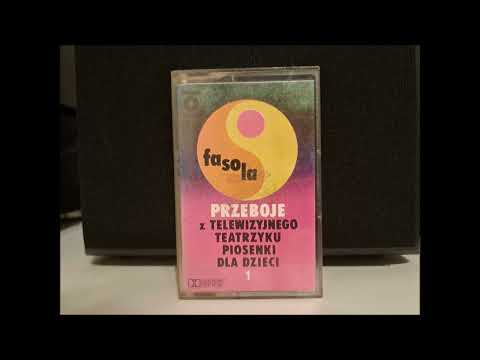 fa so la
PRZEBOJE
z TELEWIZYJNEGO
TEATRZYKU
PIOSENKI
DLA DZIECI
1